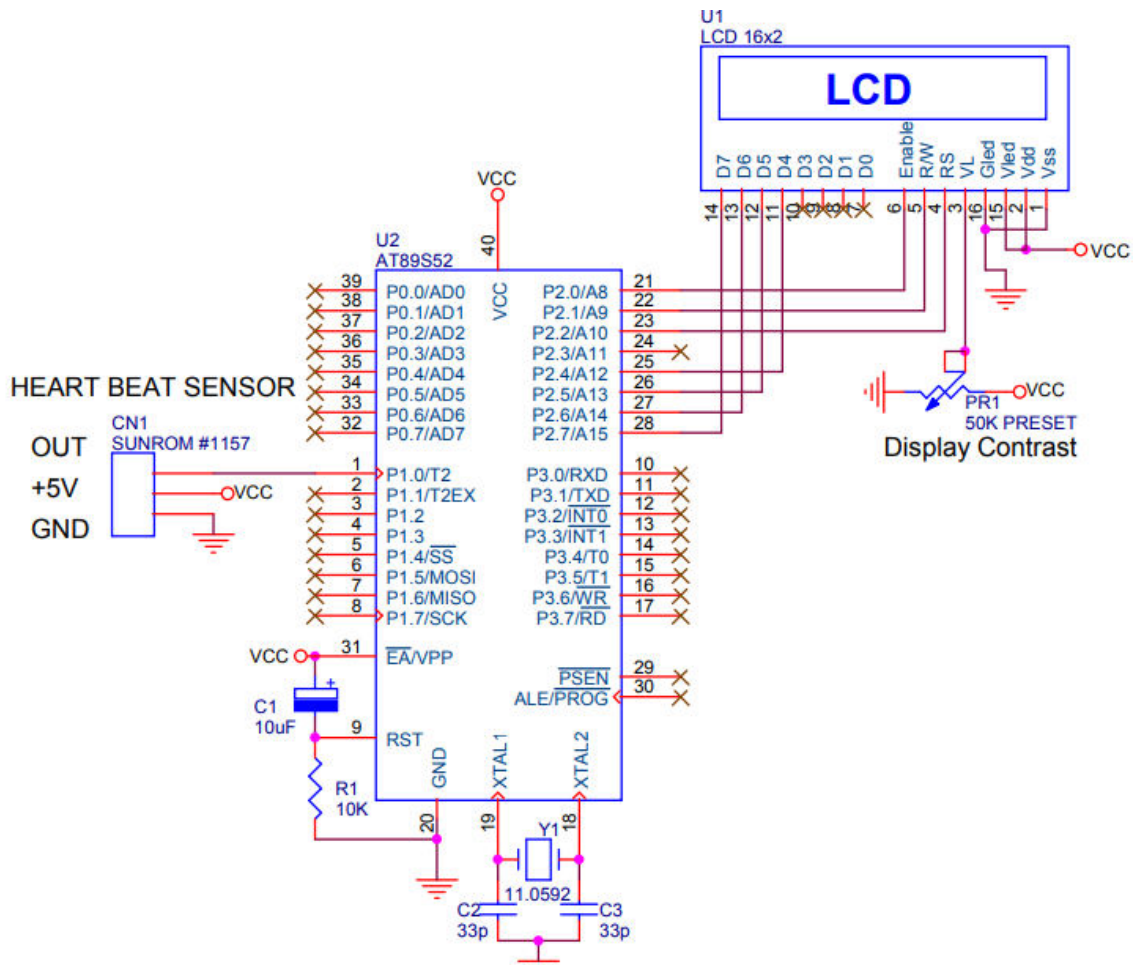 U1
LCD 16x2
LCD
D7 D6 D5 D4 D3 D2 D1 D0 Enable R/W RS VL Gled Vled Vdd Vss
14 13 12 11 10 9 8 7 6 5 4 3 16 15 2 1
VCC
VCC
U2
AT89S52
40
VCC
39 P0.0/AD0 P2.0/A8 21
38 P0.1/AD1 P2.1/A9 22
37 P0.2/AD2 P2.2/A10 23
36 P0.3/AD3 P2.3/A11 24
35 P0.4/AD4 P2.4/A12 25
34 P0.5/AD5 P2.5/A13 26
33 P0.6/AD6 P2.6/A14 27
32 P0.7/AD7 P2.7/A15 28
VCC
PR1
50K PRESET
Display Contrast
HEART BEAT SENSOR
CN1
SUNROM #1157
OUT
+5V VCC
GND
1 P1.0/T2 P3.0/RXD 10
2 P1.1/T2EX P3.1/TXD 11
3 P1.2 P3.2/INT0 12
4 P1.3 P3.3/INT1 13
5 P1.4/SS P3.4/T0 14
6 P1.5/MOSI P3.5/T1 15
7 P1.6/MISO P3.6/WR 16
8 P1.7/SCK P3.7/RD 17
VCC 31 EA/VPP
PSEN 29
ALE/PROG 30
+
C1
10uF
9 RST
R1
10K
GND XTAL1 XTAL2
20 19 18
Y1
11.0592
C2 C3
33p 33p